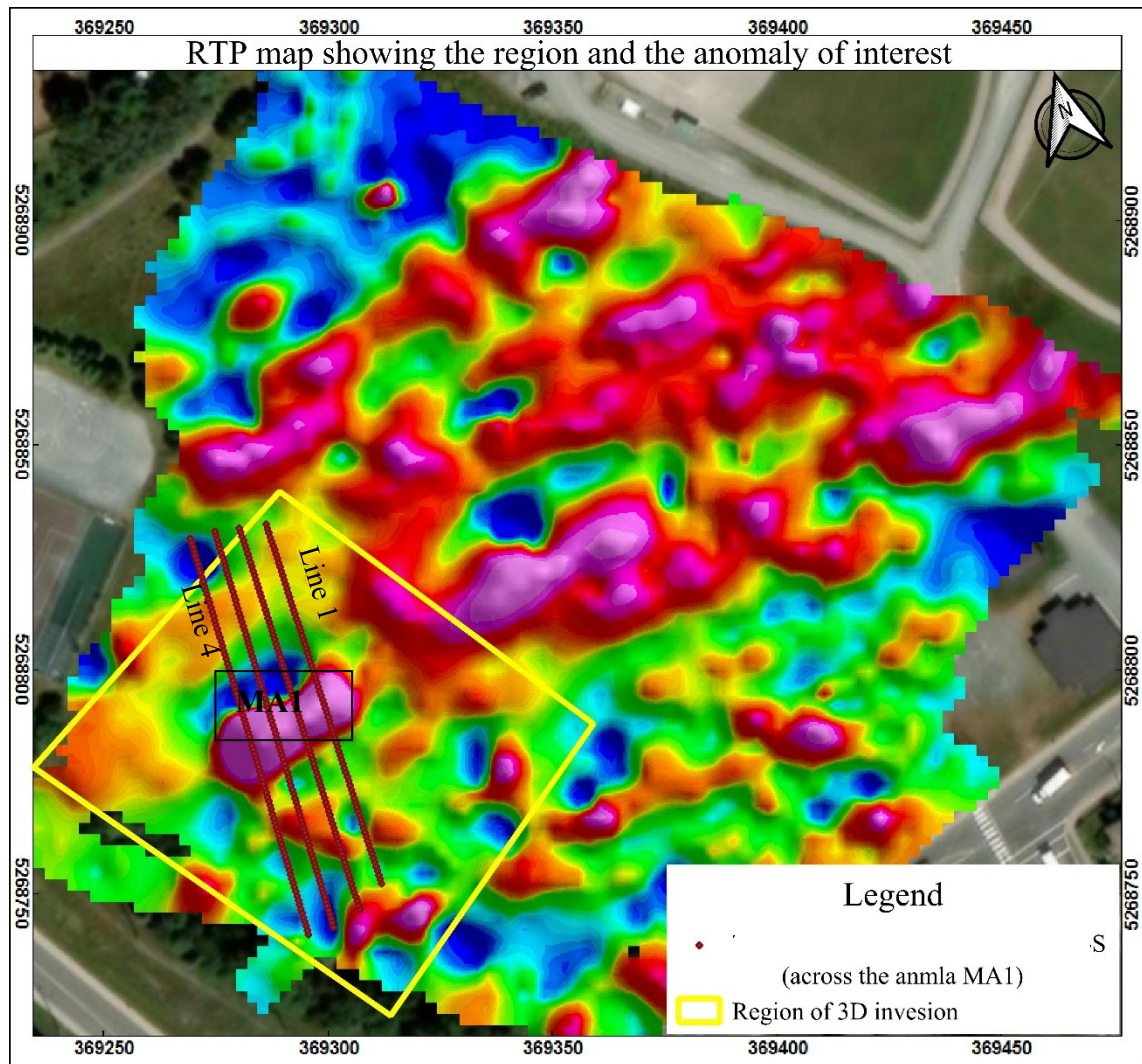 369250 369300 369350 369400 369450
RTP map showing the region and the anomaly of interest
N
5268900
5268900
5268850
5268850
Line 1
Line 4
5268800
5268800
MA1
5268750
5268750
Legend
-S
(across the anmla MA1)
Region of 3D invesion
369250 369300 369350 369400 369450